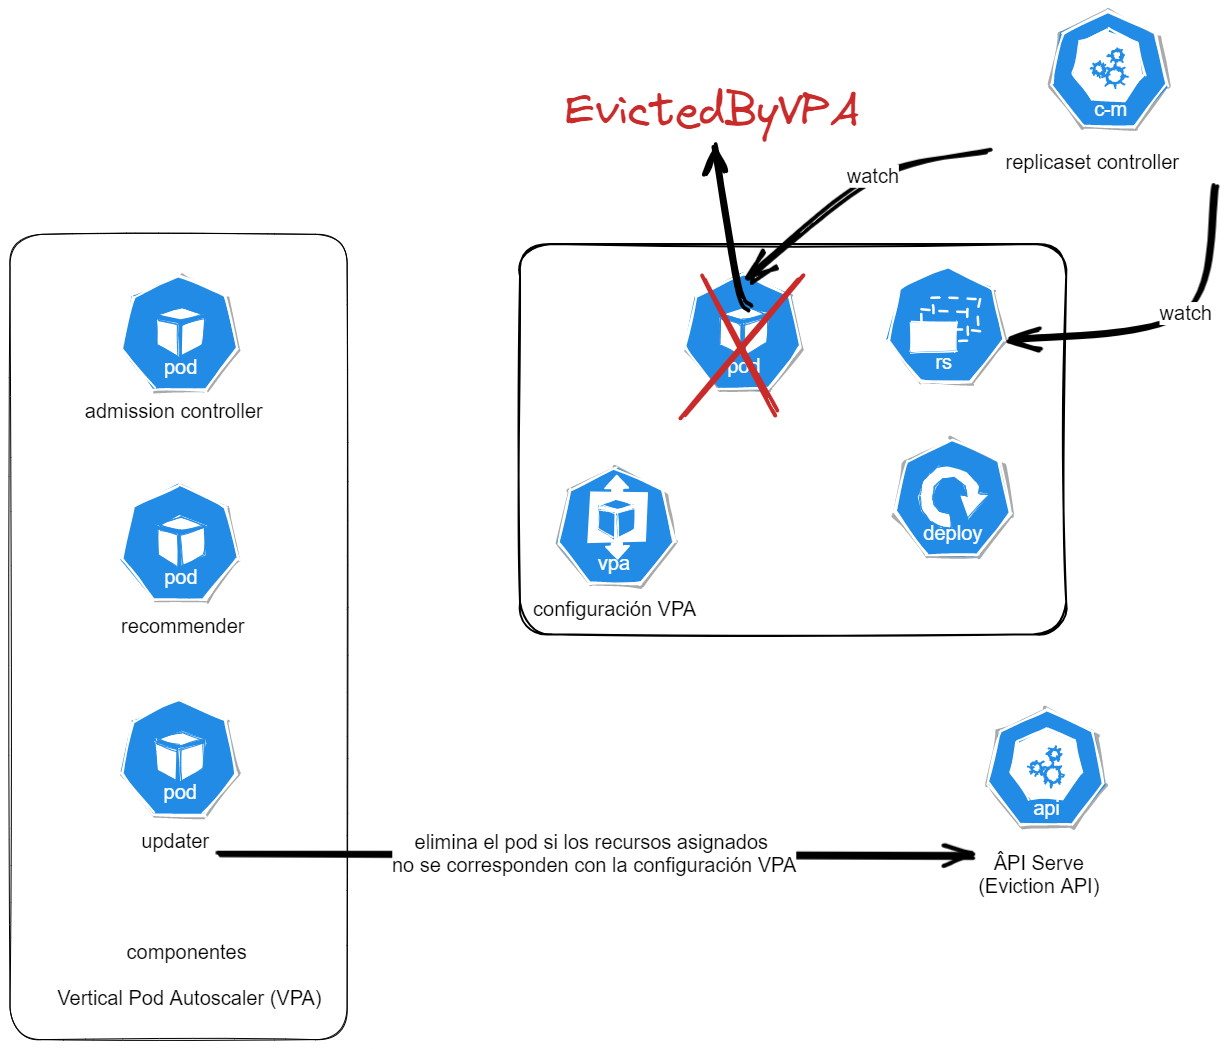 EvictedByVPA
c-m
replicaset controller
watch
watch
pod
admission controller
pod
recommender
pod
updater
componentes
Vertical Pod Autoscaler (VPA)
pod
rs
vpa
configuración VPA
deploy
elimina el pod si los recursos asignados
no se corresponden con la configuración VPA
api
ÂPI Serve
(Eviction API)